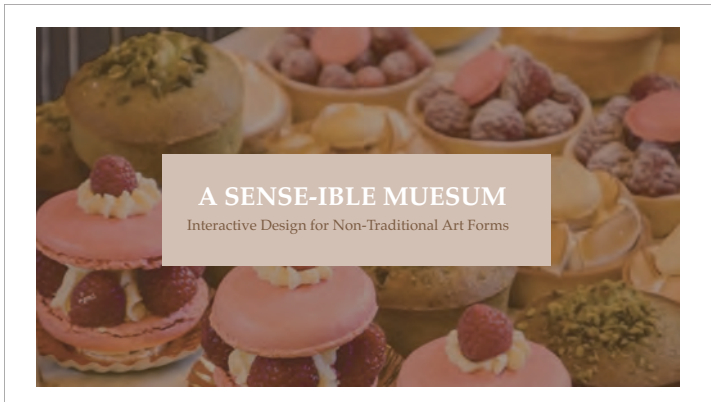 A SENSE-IBLE MUESUM
Interactive Design for Non-Traditional Art Forms